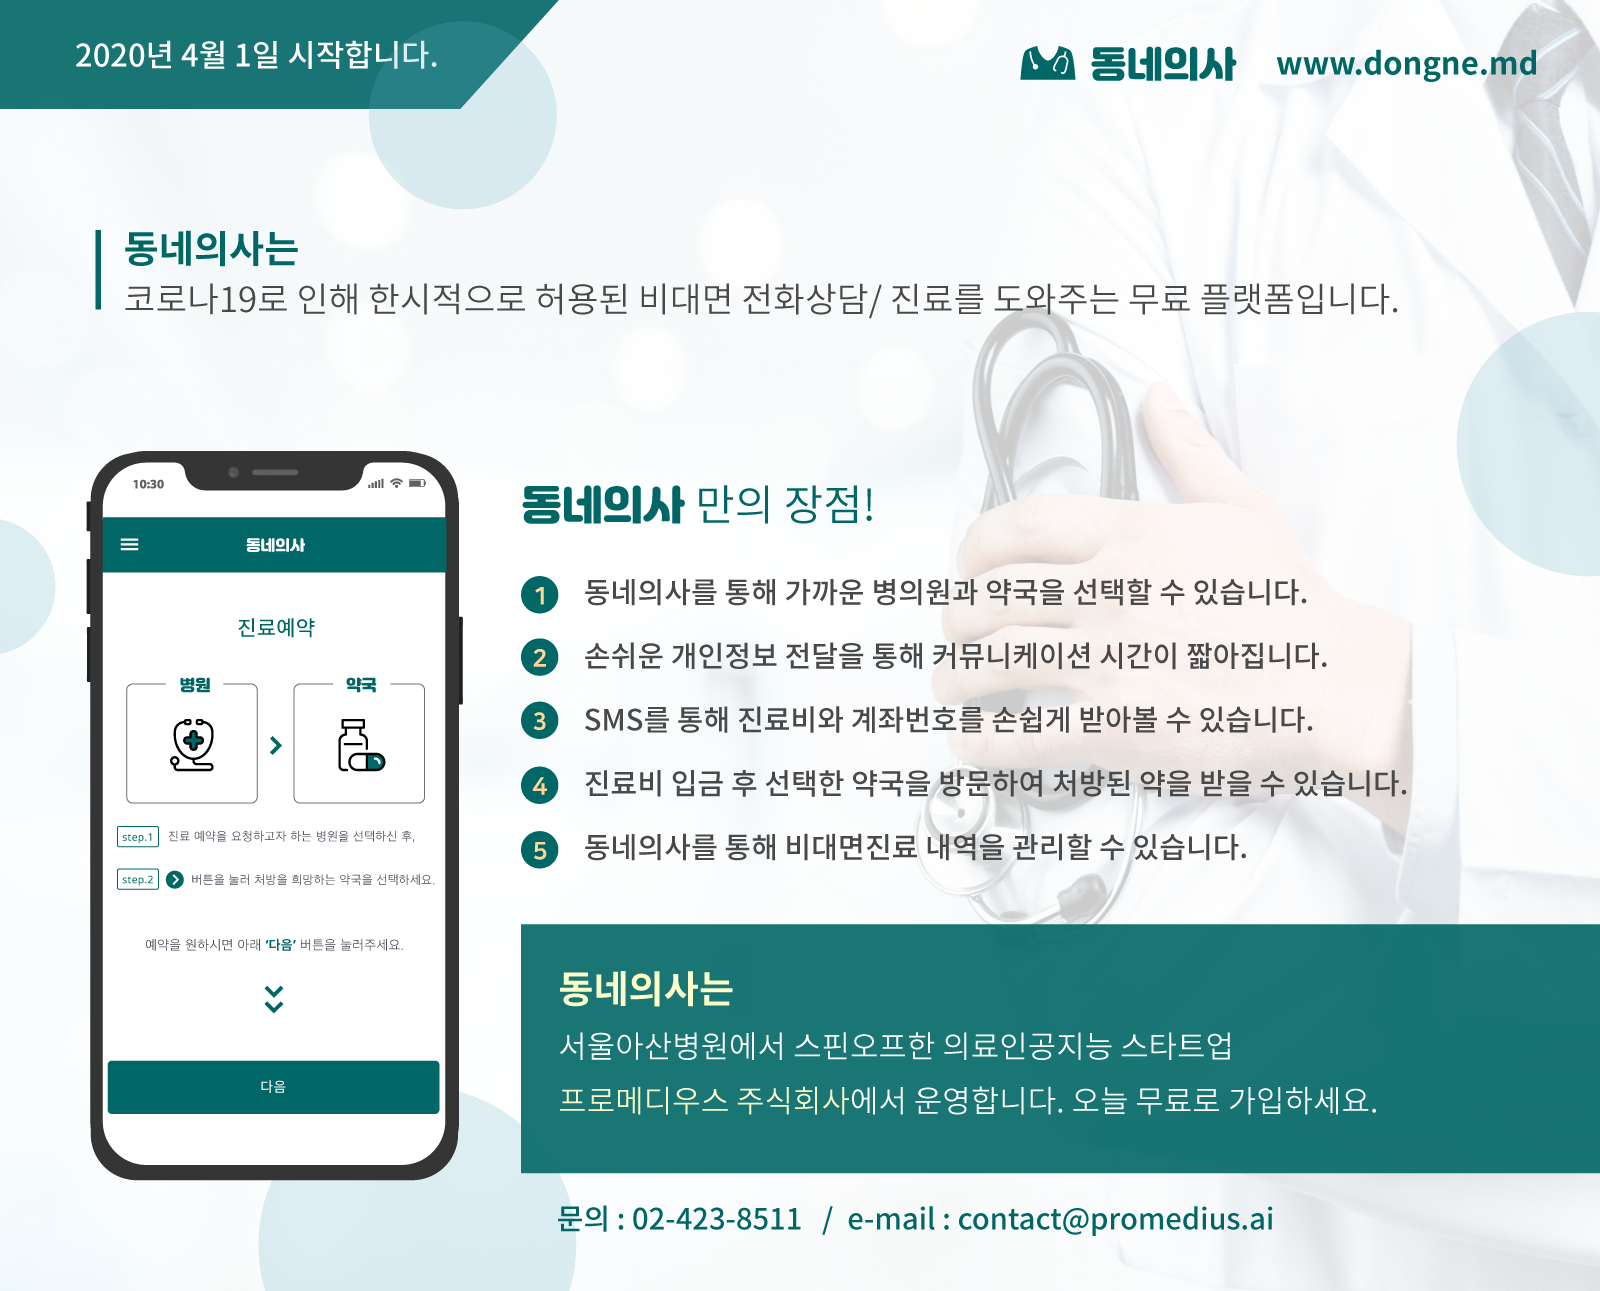 2020년 4월 1일 시작합니다.
동네의사 www.dongne.md
동네의사는
코로나19로 인해 한시적으로 허용된 비대면 전화상담/ 진료를 도와주는 무료 플랫폼입니다.
10:30
동네의사
진료예약
병원 약국
step.1 진료 예약을 요청하고자 하는 병원을 선택하신 후,
step.2 버튼을 눌러 처방을 희망하는 약국을 선택하세요.
예약을 원하시면 아래 ‘다음’ 버튼을 눌러주세요.
다음
동네의사 만의 장점!
1 동네의사를 통해 가까운 병의원과 약국을 선택할 수 있습니다.
2 손쉬운 개인정보 전달을 통해 커뮤니케이션 시간이 짧아집니다.
3 SMS를 통해 진료비와 계좌번호를 손쉽게 받아볼 수 있습니다.
4 진료비 입금 후 선택한 약국을 방문하여 처방된 약을 받을 수 있습니다.
5 동네의사를 통해 비대면진료 내역을 관리할 수 있습니다.
동네의사는
서울아산병원에서 스핀오프한 의료인공지능 스타트업
프로메디우스 주식회사에서 운영합니다. 오늘 무료로 가입하세요.
문의 : 02-423-8511 / e-mail : contact@promedius.ai